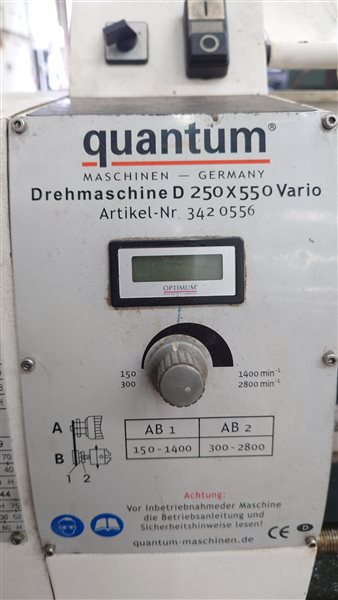 quantum®
MASCHINEN — GERMANY
Drehmaschine D 250x550 Vario
Artikel-Nr. 342 0556
OPTIMUM®
150 1400 min⁻¹
300 2800 min⁻¹
A
B
1 2
AB 1 AB 2
150-1400 300-2800
Achtung:
Vor Inbetriebnahmeder Maschine
die Betriebsanleitung und
Sicherheitshinweise lesen!
quantum-maschinen.de
CE D